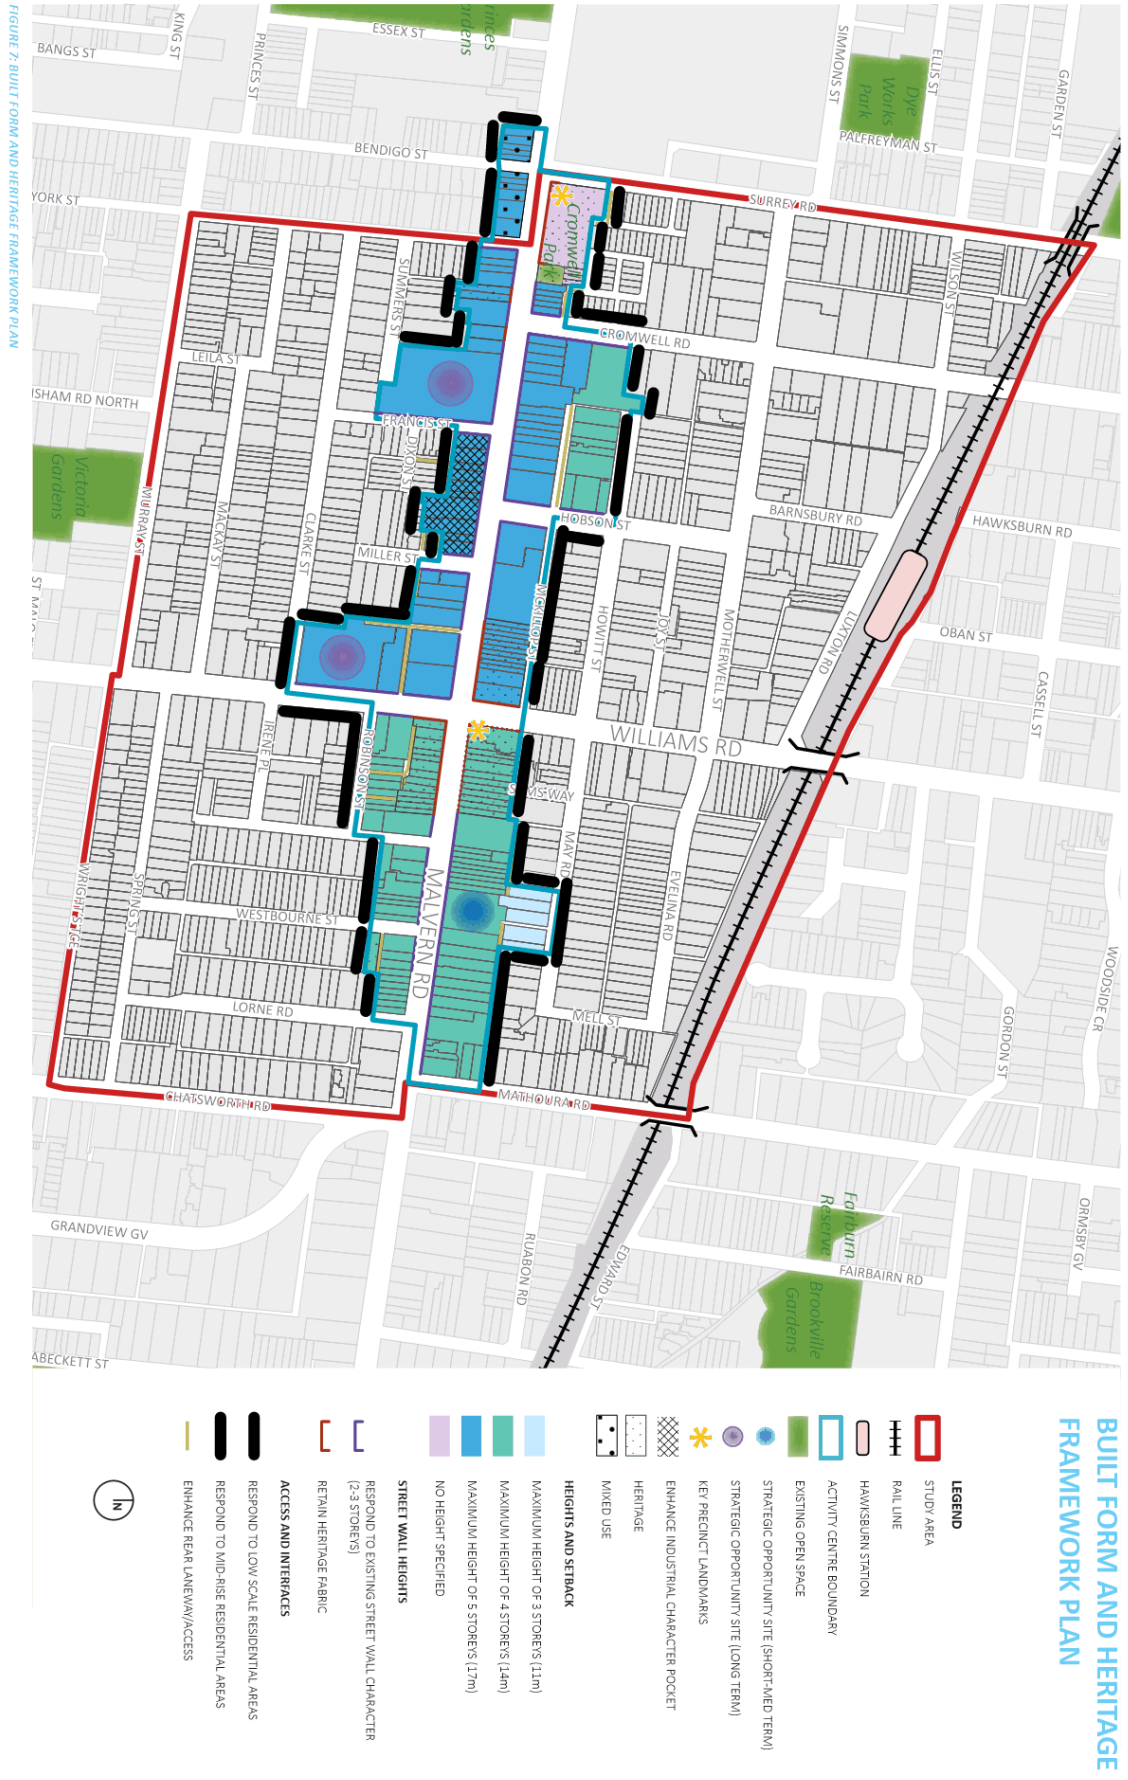 BUILT FORM AND HERITAGE
FRAMEWORK PLAN
LEGEND
STUDY AREA
RAIL LINE
HAWKSBURN STATION
ACTIVITY CENTRE BOUNDARY
EXISTING OPEN SPACE
STRATEGIC OPPORTUNITY SITE (SHORT-MED TERM)
STRATEGIC OPPORTUNITY SITE (LONG TERM)
KEY PRECINCT LANDMARKS
ENHANCE INDUSTRIAL CHARACTER POCKET
HERITAGE
MIXED USE
HEIGHTS AND SETBACK
MAXIMUM HEIGHT OF 3 STOREYS (11m)
MAXIMUM HEIGHT OF 4 STOREYS (14m)
MAXIMUM HEIGHT OF 5 STOREYS (17m)
NO HEIGHT SPECIFIED
STREET WALL HEIGHTS
RESPOND TO EXISTING STREET WALL CHARACTER
(2-3 STOREYS)
RETAIN HERITAGE FABRIC
ACCESS AND INTERFACES
RESPOND TO LOW SCALE RESIDENTIAL AREAS
RESPOND TO MID-RISE RESIDENTIAL AREAS
ENHANCE REAR LANEWAY/ACCESS
N
GARDEN ST
ELLIS ST
SIMMONS ST
Dye
Works
Park
PALFREYMAN ST
SURREY RD
WILSON ST
HAWKSBURN RD
OBAN ST
CASSELL ST
WOODSIDE CR
GORDON ST
ORMSBY GV
FAIRBAIRN RD
Fairburn
Reserve
Brookville
Gardens
EDWARD ST
RUABON RD
MATHOURA RD
MELL ST
EVELINA RD
MAY RD
WILLIAMS RD
LUXTON RD
MOTHERWELL ST
HOWITT ST
BARNSBURY RD
HOBSON ST
CROMWELL RD
Cromwell
Park
ESSEX ST
KING ST
BANGS ST
PRINCES ST
BENDIGO ST
YORK ST
SUMMERS ST
LEILA ST
FRANCIS ST
DIXON ST
MILLER ST
CLARKE ST
MACKAY ST
MURRAY ST
Victoria
Gardens
IRENE PL
ROBINSON ST
MALVERN RD
WESTBOURNE ST
SPRING ST
LORNE RD
CHATSWORTH RD
GRANDVIEW GV
FIGURE 7: BUILT FORM AND HERITAGE FRAMEWORK PLAN